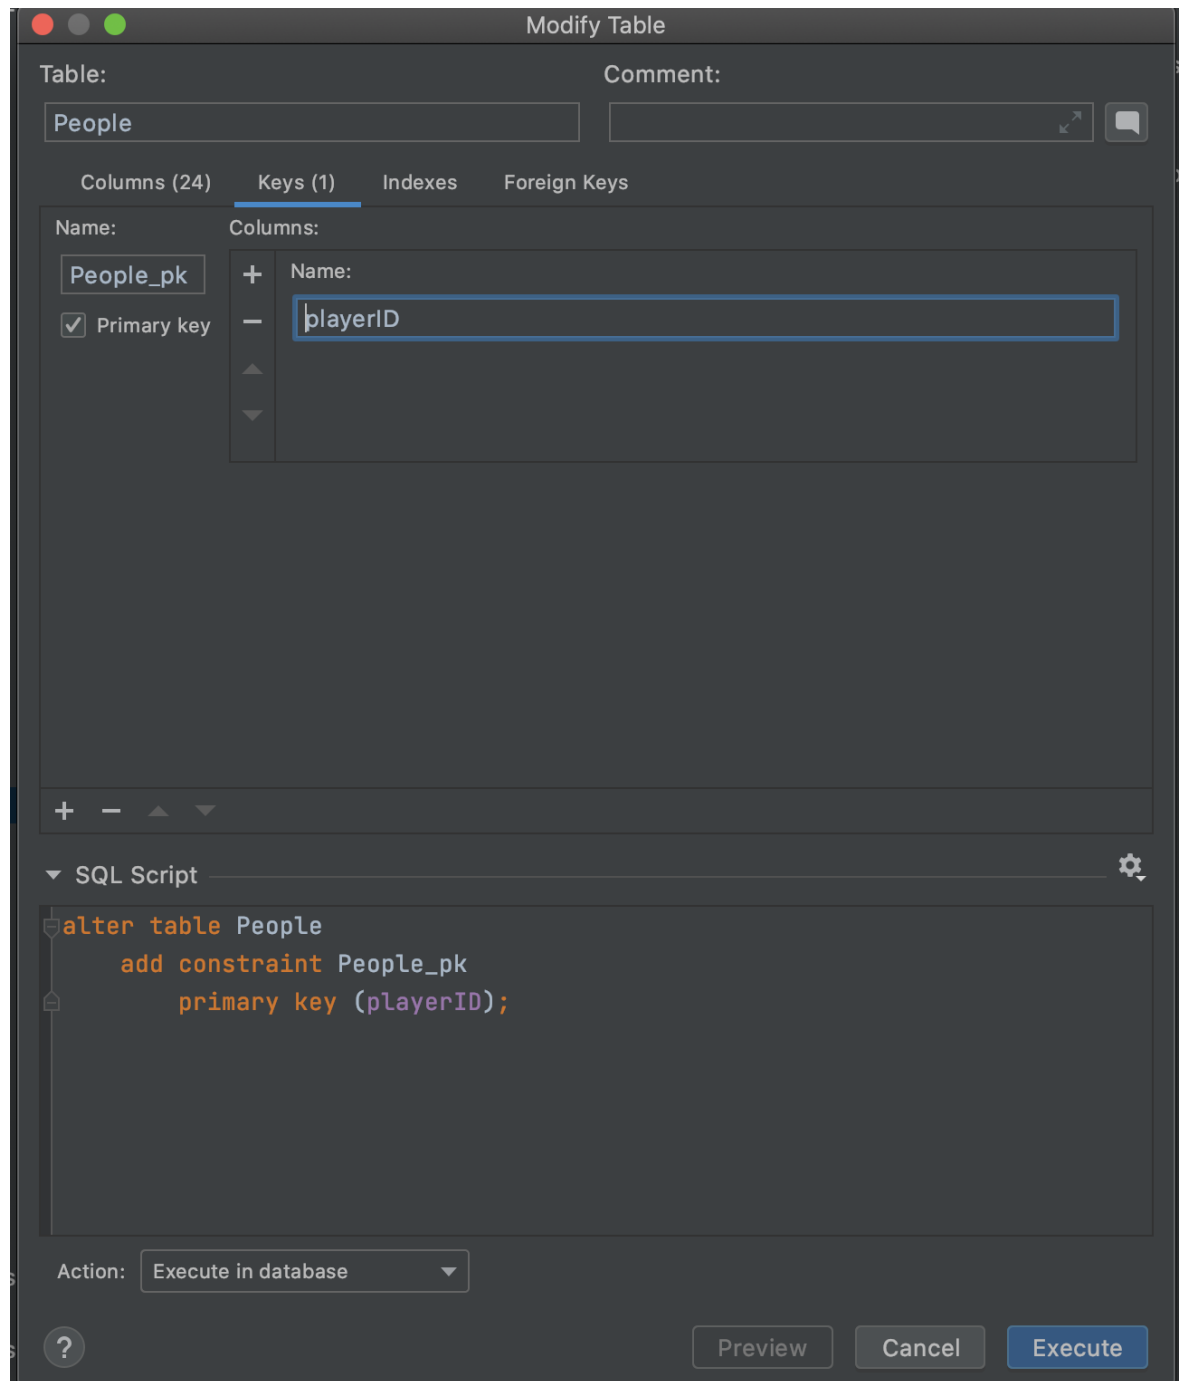 Modify Table
Table:
Comment:
People
Columns (24)
Keys (1)
Indexes
Foreign Keys
Name:
Columns:
People_pk
Name:
playerID
Primary key
SQL Script
alter table People
add constraint People_pk
primary key (playerID);
Action:
Execute in database
?
Preview
Cancel
Execute